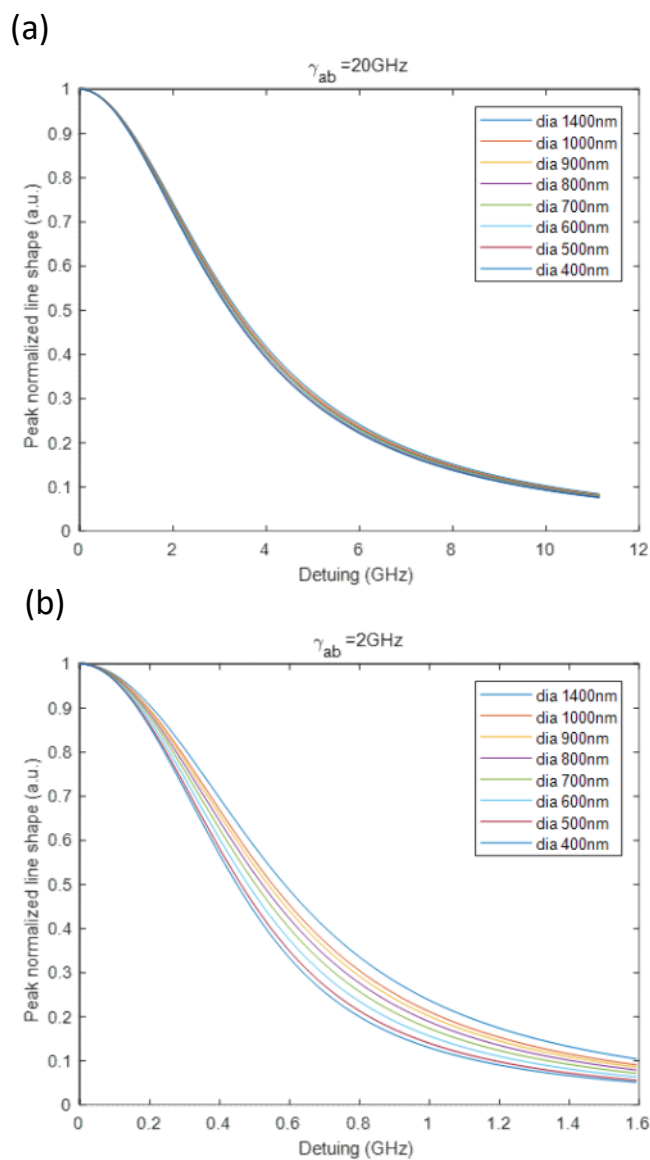 (a)
γab =20GHz
1
0.9
0.8
0.7
0.6
0.5
0.4
0.3
0.2
0.1
0
Peak normalized line shape (a.u.)
dia 1400nm
dia 1000nm
dia 900nm
dia 800nm
dia 700nm
dia 600nm
dia 500nm
dia 400nm
0 2 4 6 8 10 12
Detuing (GHz)
(b)
γab =2GHz
1
0.9
0.8
0.7
0.6
0.5
0.4
0.3
0.2
0.1
0
Peak normalized line shape (a.u.)
dia 1400nm
dia 1000nm
dia 900nm
dia 800nm
dia 700nm
dia 600nm
dia 500nm
dia 400nm
0 0.2 0.4 0.6 0.8 1 1.2 1.4 1.6
Detuing (GHz)